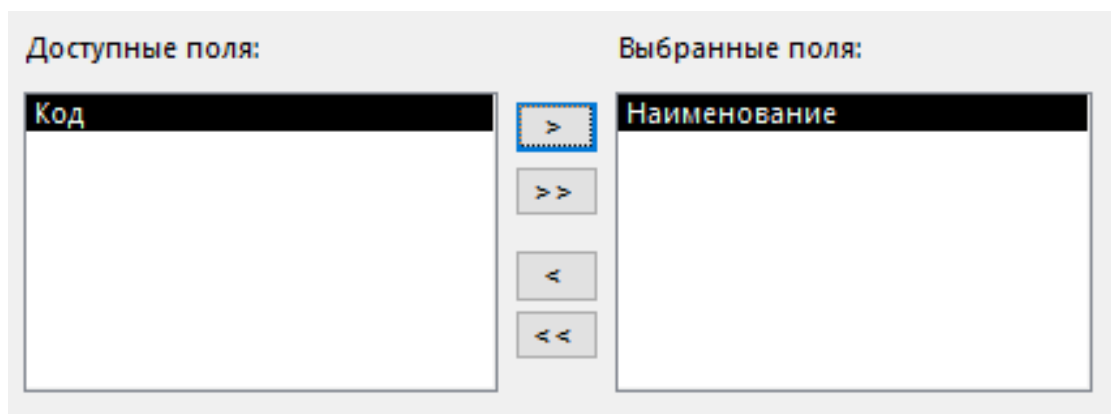 Доступные поля:
Выбранные поля:
Код
>
Наименование
>>
<
<<